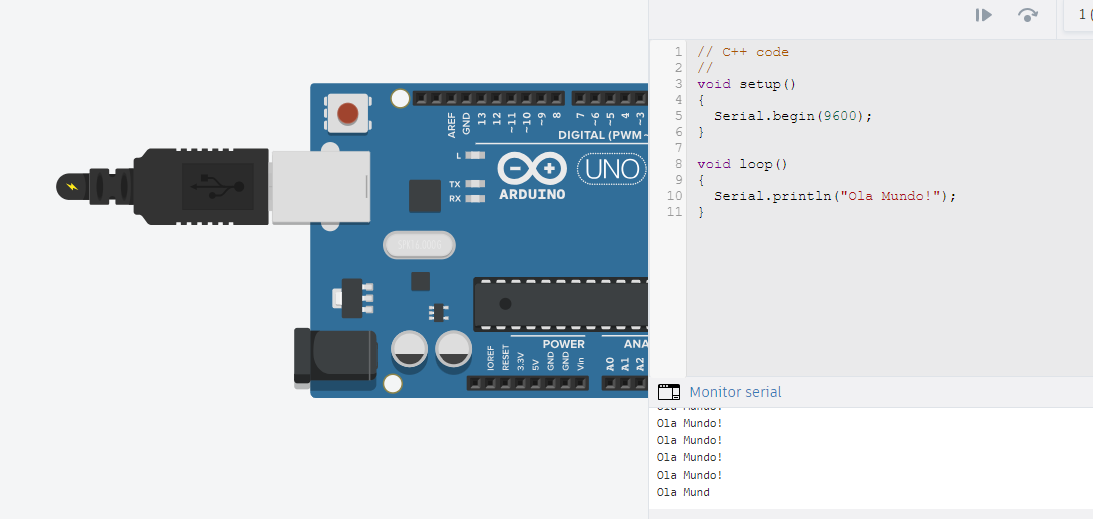 1 (
1 // C++ code
2 //
3 void setup()
4 {
5 Serial.begin(9600);
6 }
7
8 void loop()
9 {
10 Serial.println("Ola Mundo!");
11 }
AREF
GND
13
12
~11
~10
~9
8
7
~6
~5
4
~3
DIGITAL (PWM ~
L
TX
RX
UNO
ARDUINO
SPK16.000G
POWER
ANA
IOREF
RESET
3.3V
5V
GND
GND
Vin
A0
A1
A2
Monitor serial
Ola Mundo!
Ola Mundo!
Ola Mundo!
Ola Mundo!
Ola Mundo!
Ola Mund